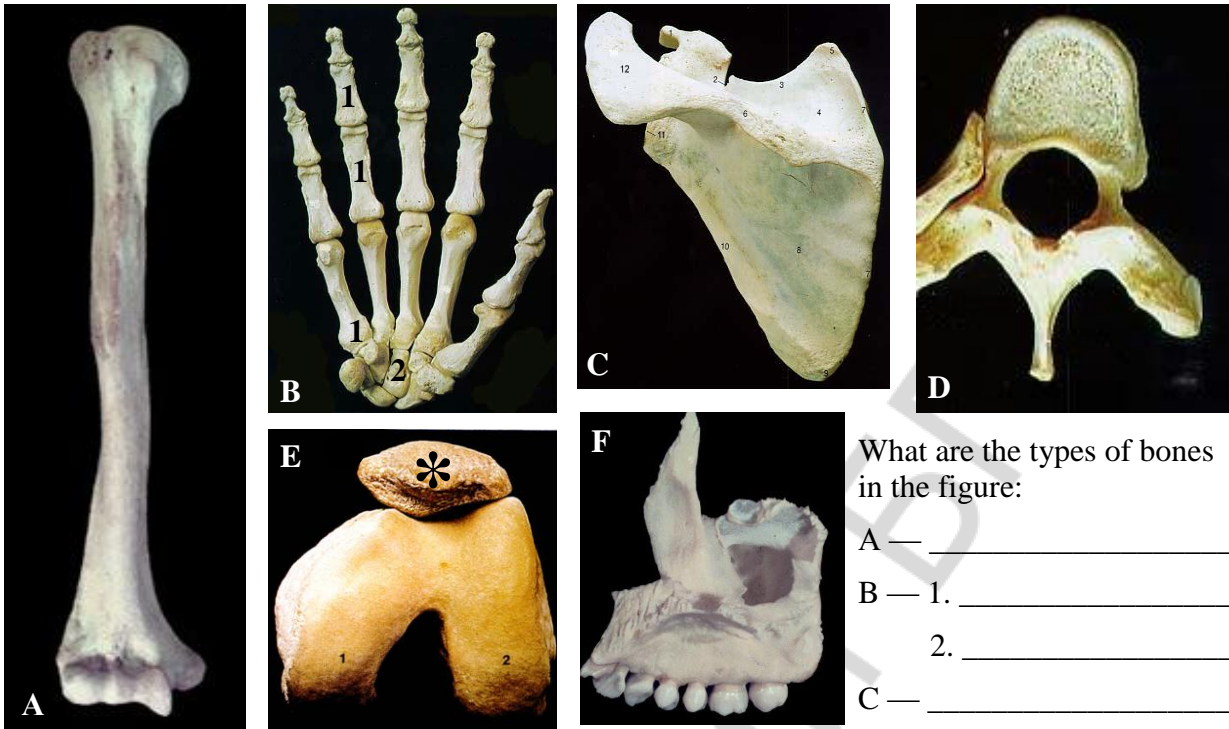 A
B
1
1
1
2
C
12
2
3
5
4
7
6
11
10
8
7
9
D
E
*
1
2
F
What are the types of bones
in the figure:
A —
B — 1.
2.
C —